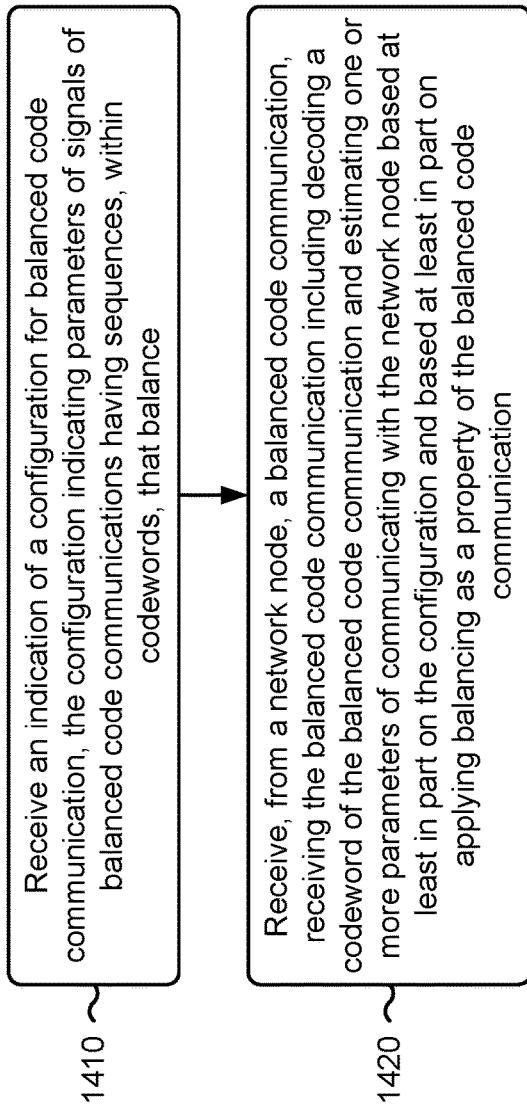 1410
Receive an indication of a configuration for balanced code
communication, the configuration indicating parameters of signals of
balanced code communications having sequences, within
codewords, that balance
1420
Receive, from a network node, a balanced code communication,
receiving the balanced code communication including decoding a
codeword of the balanced code communication and estimating one or
more parameters of communicating with the network node based at
least in part on the configuration and based at least in part on
applying balancing as a property of the balanced code
communication